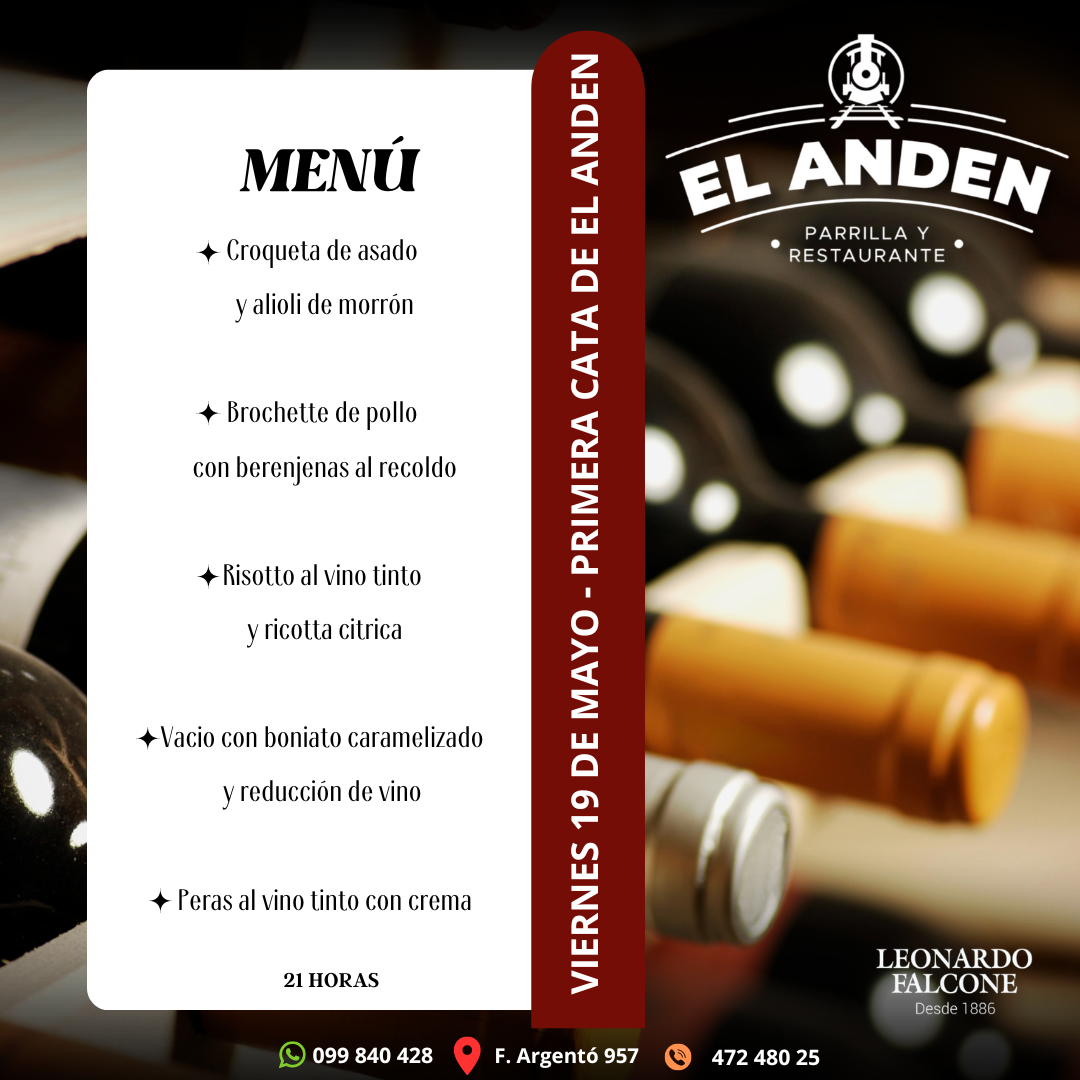 MENÚ
Croqueta de asado
y alioli de morrón
Brochette de pollo
con berenjenas al recoldo
Risotto al vino tinto
y ricotta citrica
Vacio con boniato caramelizado
y reducción de vino
Peras al vino tinto con crema
21 HORAS
VIERNES 19 DE MAYO - PRIMERA CATA DE EL ANDEN
EL ANDEN
PARRILLA Y
RESTAURANTE
LEONARDO
FALCONE
Desde 1886
099 840 428 F. Argentó 957 472 480 25